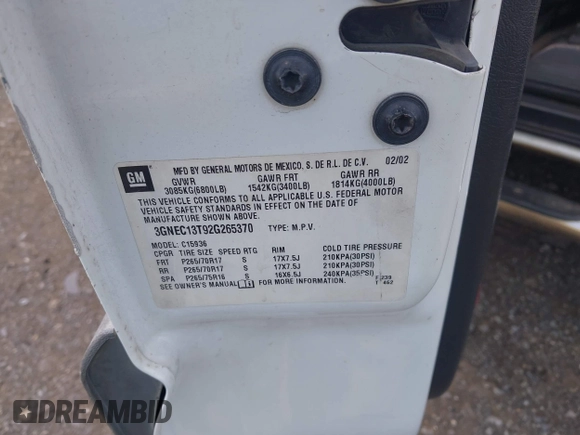 GM
MFD BY GENERAL MOTORS DE MEXICO, S. DE R.L. DE C.V. 02/02
GVWR GAWR FRT GAWR RR
3085KG(6800LB) 1542KG(3400LB) 1814KG(4000LB)
THIS VEHICLE CONFORMS TO ALL APPLICABLE U.S. FEDERAL MOTOR
VEHICLE SAFETY STANDARDS IN EFFECT ON THE DATE OF
MANUFACTURE SHOWN ABOVE.
3GNEC13T92G265370 TYPE: M.P.V.
MODEL: C15936
CPGR TIRE SIZE SPEED RTG RIM COLD TIRE PRESSURE
FRT P265/70R17 S 17X7.5J 210KPA(30PSI)
RR P265/70R17 S 17X7.5J 210KPA(30PSI)
SPA P265/75R16 S 16X6.5J 240KPA(35PSI)
SEE OWNER'S MANUAL FOR MORE INFORMATION.
DREAMBID